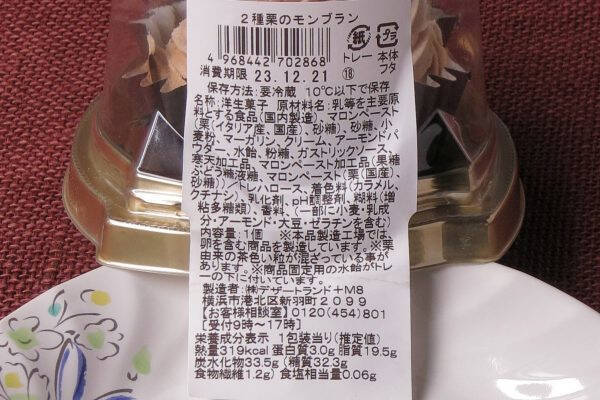 2種栗のモンブラン
4968442702868
紙 プラ
トレー 本体
フタ
消費期限 23.12.21 ⑱
保存方法:要冷蔵 10℃以下で保存
名称:洋生菓子 原材料名:乳等を主要原
料とする食品(国内製造)、マロンペースト
(栗(イタリア産、国産)、砂糖)、砂糖、小
麦粉、マーガリン、クリーム、アーモンドパ
ウダー、水飴、粉糖、カスタードソース、
寒天加工品、マロンペースト加工品(果糖
ぶどう糖液糖、マロンペースト(栗(国産)、
砂糖))/トレハロース、着色料(カラメル、
クチナシ)、乳化剤、pH調整剤、糊料(増
粘多糖類)、香料、(一部に小麦・乳成
分・アーモンド・大豆・ゼラチンを含む)
内容量:1個 ※本品製造工場では、
卵を含む商品を製造しています。※栗
由来の茶色い粒が混ざっている事が
あります。※商品固定用の水飴がトレ
ーの下に付いています。
製造者:㈱デザートランド+M8
横浜市港北区新羽町2099
【お客様相談室】0120(454)801
[受付9時～17時]
栄養成分表示 1包装当り(推定値)
熱量319kcal 蛋白質3.0g 脂質19.5g
炭水化物33.5g (糖質32.3g
食物繊維1.2g) 食塩相当量0.06g